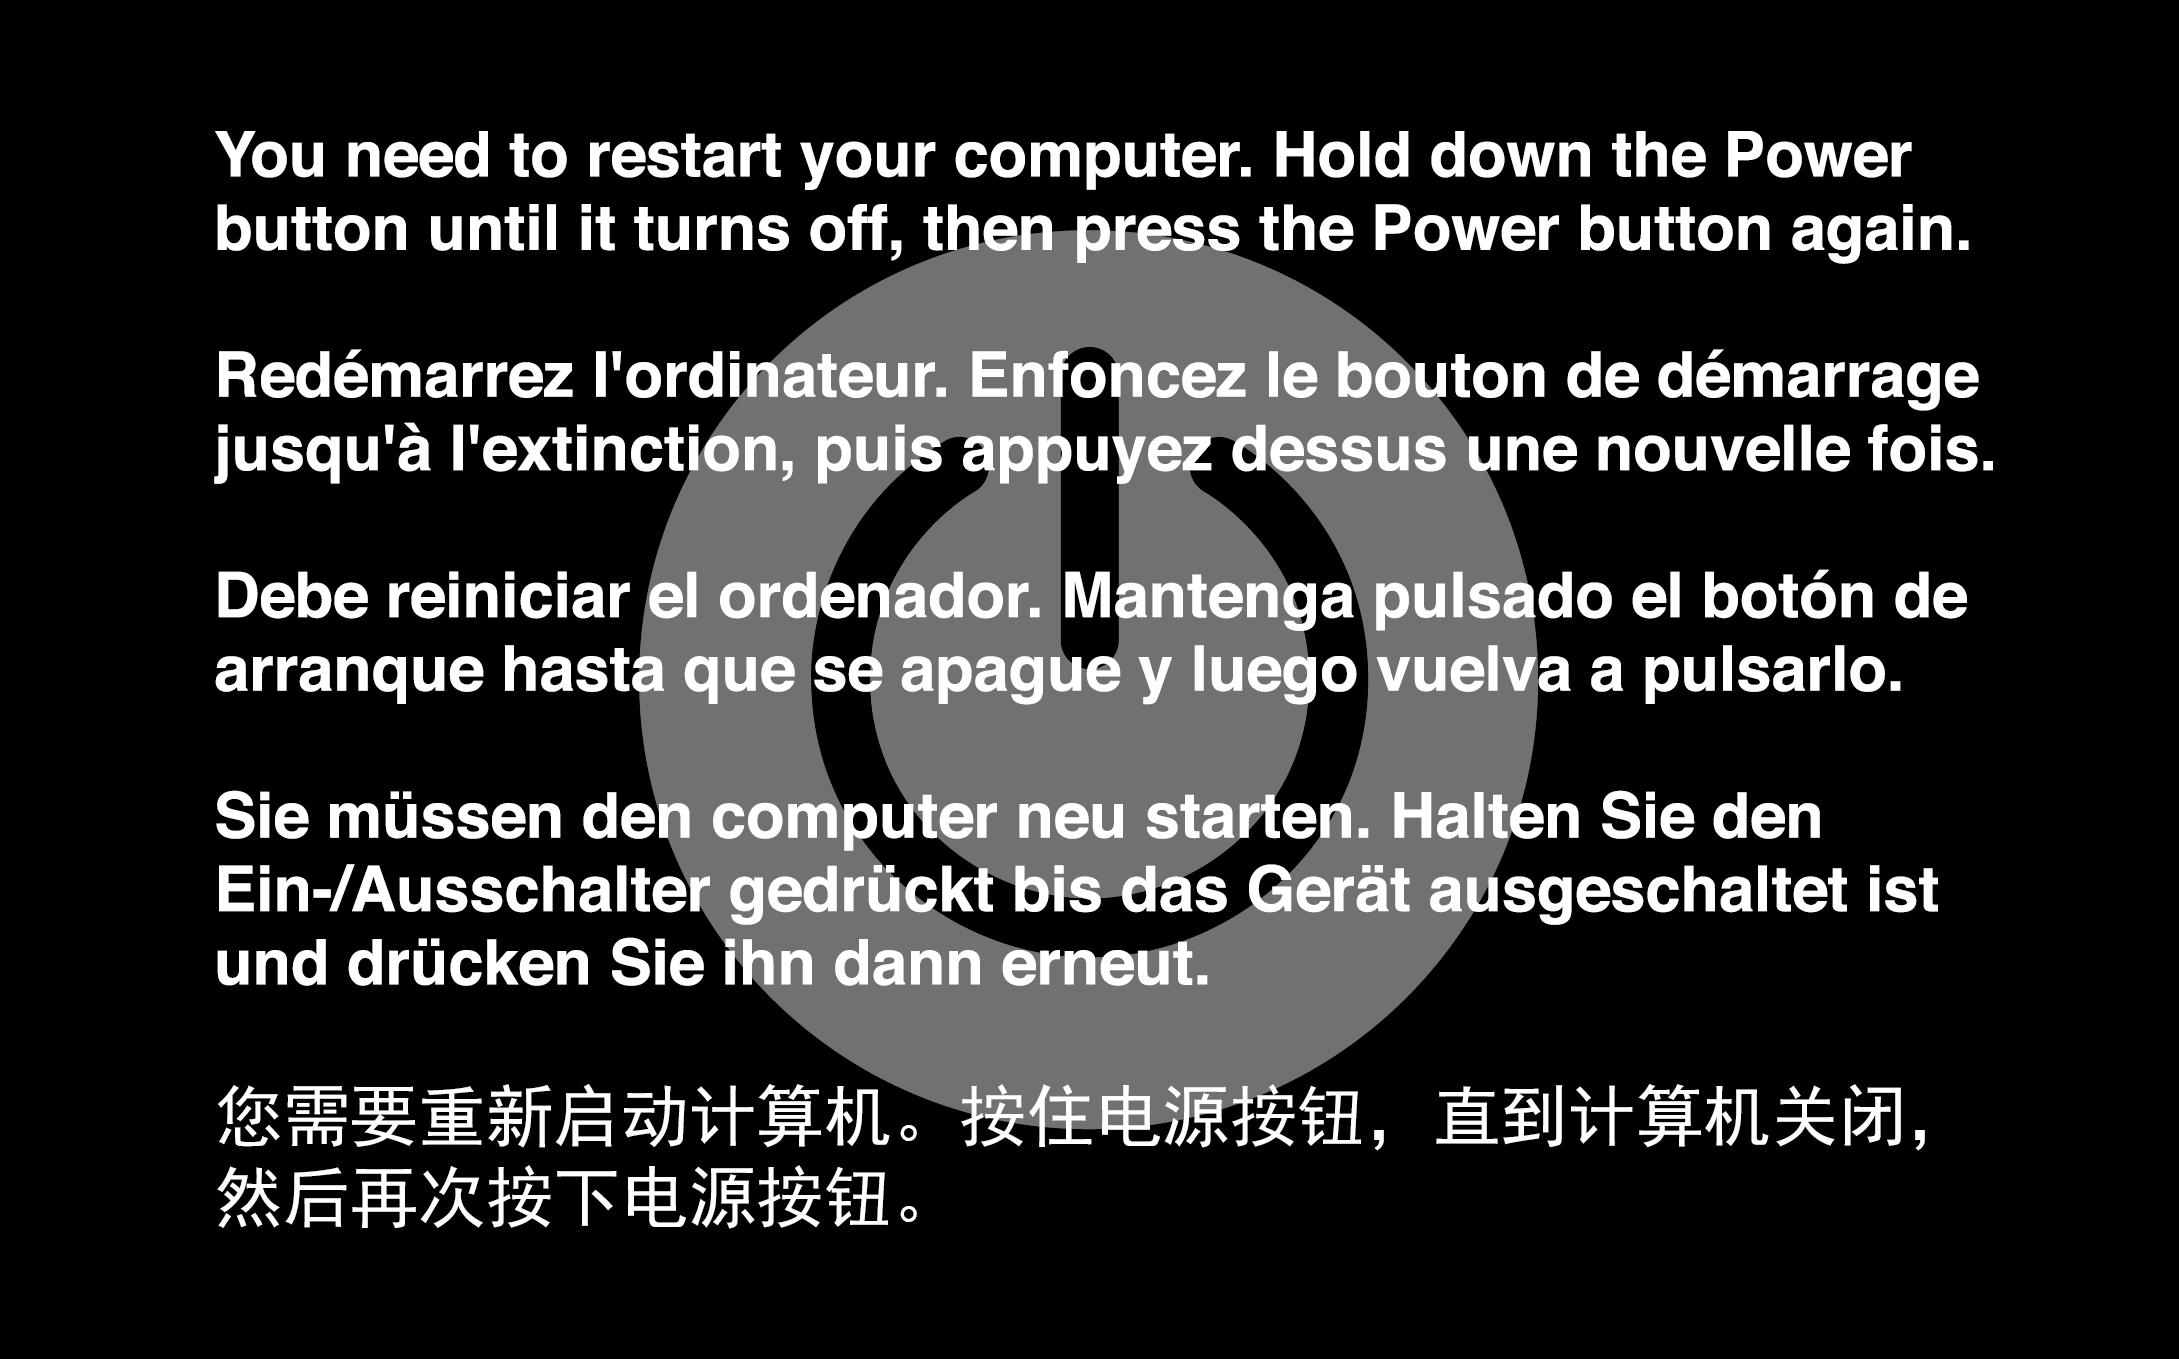 You need to restart your computer. Hold down the Power
button until it turns off, then press the Power button again.
Redémarrez l'ordinateur. Enfoncez le bouton de démarrage
jusqu'à l'extinction, puis appuyez dessus une nouvelle fois.
Debe reiniciar el ordenador. Mantenga pulsado el botón de
arranque hasta que se apague y luego vuelva a pulsarlo.
Sie müssen den computer neu starten. Halten Sie den
Ein-/Ausschalter gedrückt bis das Gerät ausgeschaltet ist
und drücken Sie ihn dann erneut.
您需要重新启动计算机。按住电源按钮，直到计算机关闭，
然后再次按下电源按钮。